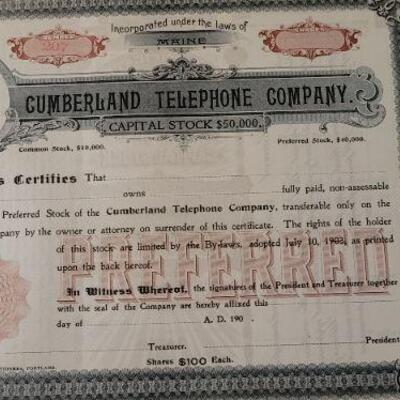 207
Incorporated under the laws of
MAINE
CUMBERLAND TELEPHONE COMPANY.
CAPITAL STOCK $50,000.
Common Stock, $10,000. Preferred Stock, $40,000.
s Certifies That
owns fully paid, non-assessable
Preferred Stock of the Cumberland Telephone Company, transferable only on the
pany by the owner or attorney on surrender of this certificate. The rights of the holder
of this stock are limited by the By-laws, adopted July 10, 1902, as printed
upon the back hereof.
PREFERRED
In Witness Whereof, the signatures of the President and Treasurer together
with the seal of the Company are hereby affixed this
day of A. D. 190 .
Treasurer. President
Shares $100 Each.
PORTLAND.